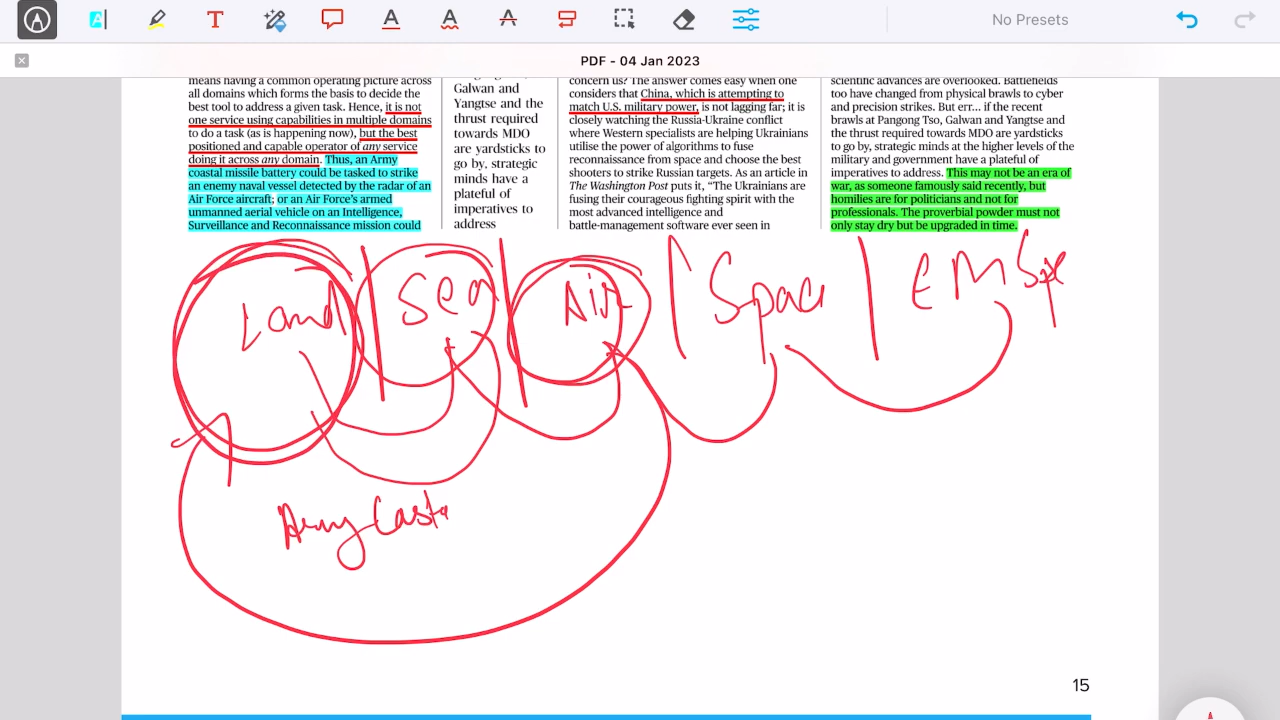 No Presets
PDF - 04 Jan 2023
means having a common operating picture across
all domains which forms the basis to decide the
best tool to address a given task. Hence, it is not
one service using capabilities in multiple domains
to do a task (as is happening now), but the best
positioned and capable operator of any service
doing it across any domain. Thus, an Army
coastal missile battery could be tasked to strike
an enemy naval vessel detected by the radar of an
Air Force aircraft; or an Air Force's armed
unmanned aerial vehicle on an Intelligence,
Surveillance and Reconnaissance mission could
Galwan and
Yangtse and the
thrust required
towards MDO
are yardsticks to
go by, strategic
minds have a
plateful of
imperatives to
address
concern us? The answer comes easy when one
considers that China, which is attempting to
match U.S. military power, is not lagging far; it is
closely watching the Russia-Ukraine conflict
where Western specialists are helping Ukrainians
utilise the power of algorithms to fuse
reconnaissance from space and choose the best
shooters to strike Russian targets. As an article in
The Washington Post puts it, “The Ukrainians are
fusing their courageous fighting spirit with the
most advanced intelligence and
battle-management software ever seen in
scientific advances are overlooked. Battlefields
too have changed from physical brawls to cyber
and precision strikes. But err... if the recent
brawls at Pangong Tso, Galwan and Yangtse and
the thrust required towards MDO are yardsticks
to go by, strategic minds at the higher levels of the
military and government have a plateful of
imperatives to address. This may not be an era of
war, as someone famously said recently, but
homilies are for politicians and not for
professionals. The proverbial powder must not
only stay dry but be upgraded in time.
Land Sea Air Space EM Spe
Army Costa
15